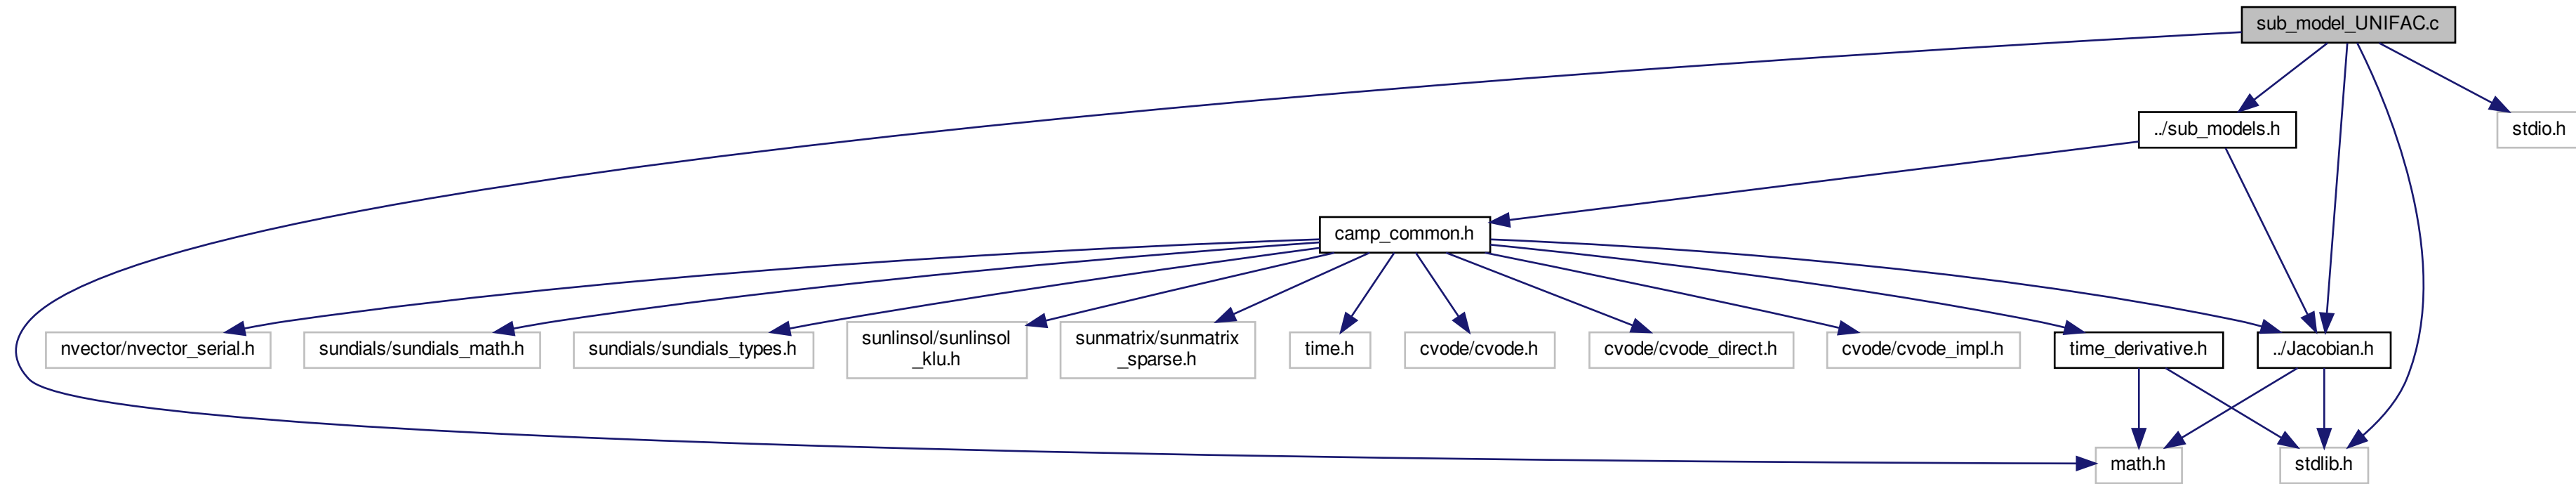 sub_model_UNIFAC.c
../sub_models.h
stdio.h
camp_common.h
nvector/nvector_serial.h
sundials/sundials_math.h
sundials/sundials_types.h
sunlinsol/sunlinsol
_klu.h
sunmatrix/sunmatrix
_sparse.h
time.h
cvode/cvode.h
cvode/cvode_direct.h
cvode/cvode_impl.h
time_derivative.h
../Jacobian.h
math.h
stdlib.h